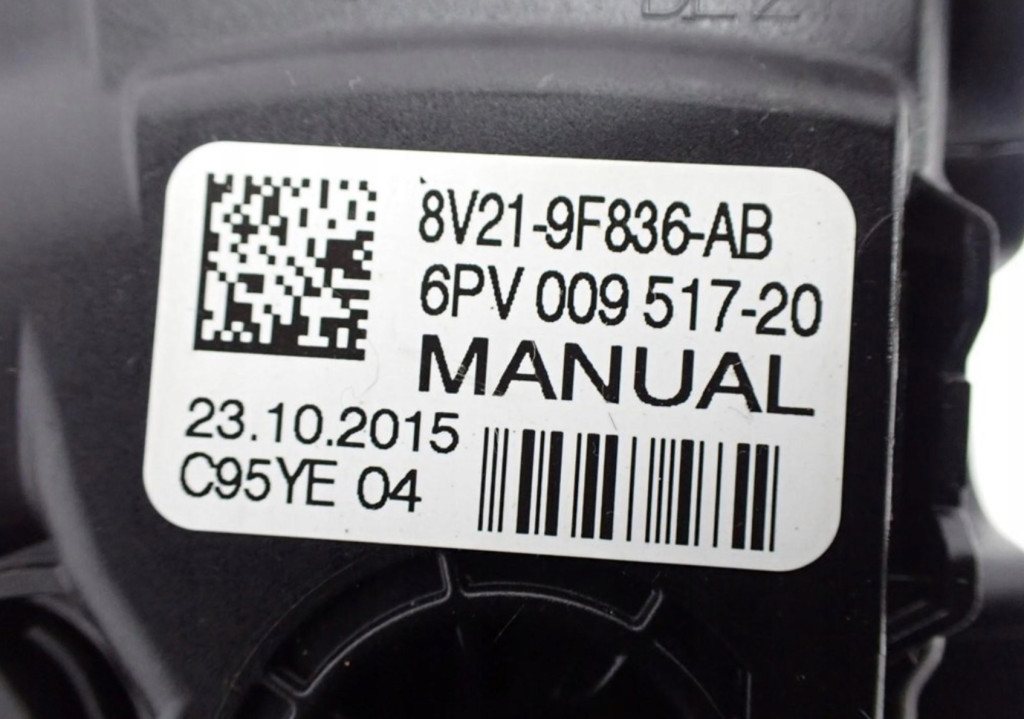 8V21-9F836-AB
6PV 009 517-20
MANUAL
23.10.2015
C95YE 04